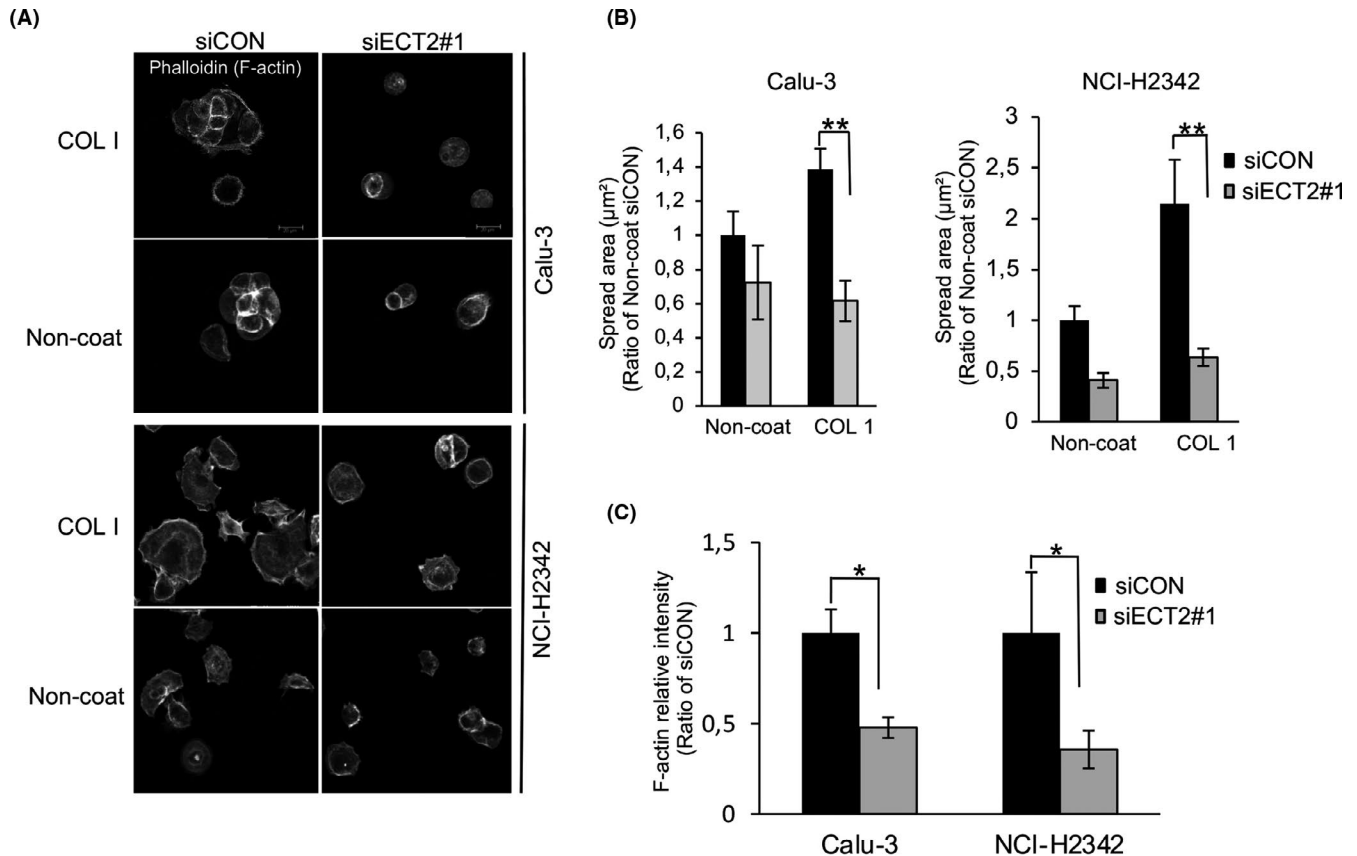 (A)
siCON siECT2#1
Phalloidin (F-actin)
COL I
Non-coat
Calu-3
COL I
Non-coat
NCI-H2342
(B)
Calu-3
Spread area (µm²)
(Ratio of Non-coat siCON)
1,6
1,4
1,2
1
0,8
0,6
0,4
0,2
0
**
Non-coat COL 1
NCI-H2342
Spread area (µm²)
(Ratio of Non-coat siCON)
3
2,5
2
1,5
1
0,5
0
**
Non-coat COL 1
siCON
siECT2#1
(C)
F-actin relative intensity
(Ratio of siCON)
1,5
1
0,5
0
*
*
Calu-3 NCI-H2342
siCON
siECT2#1